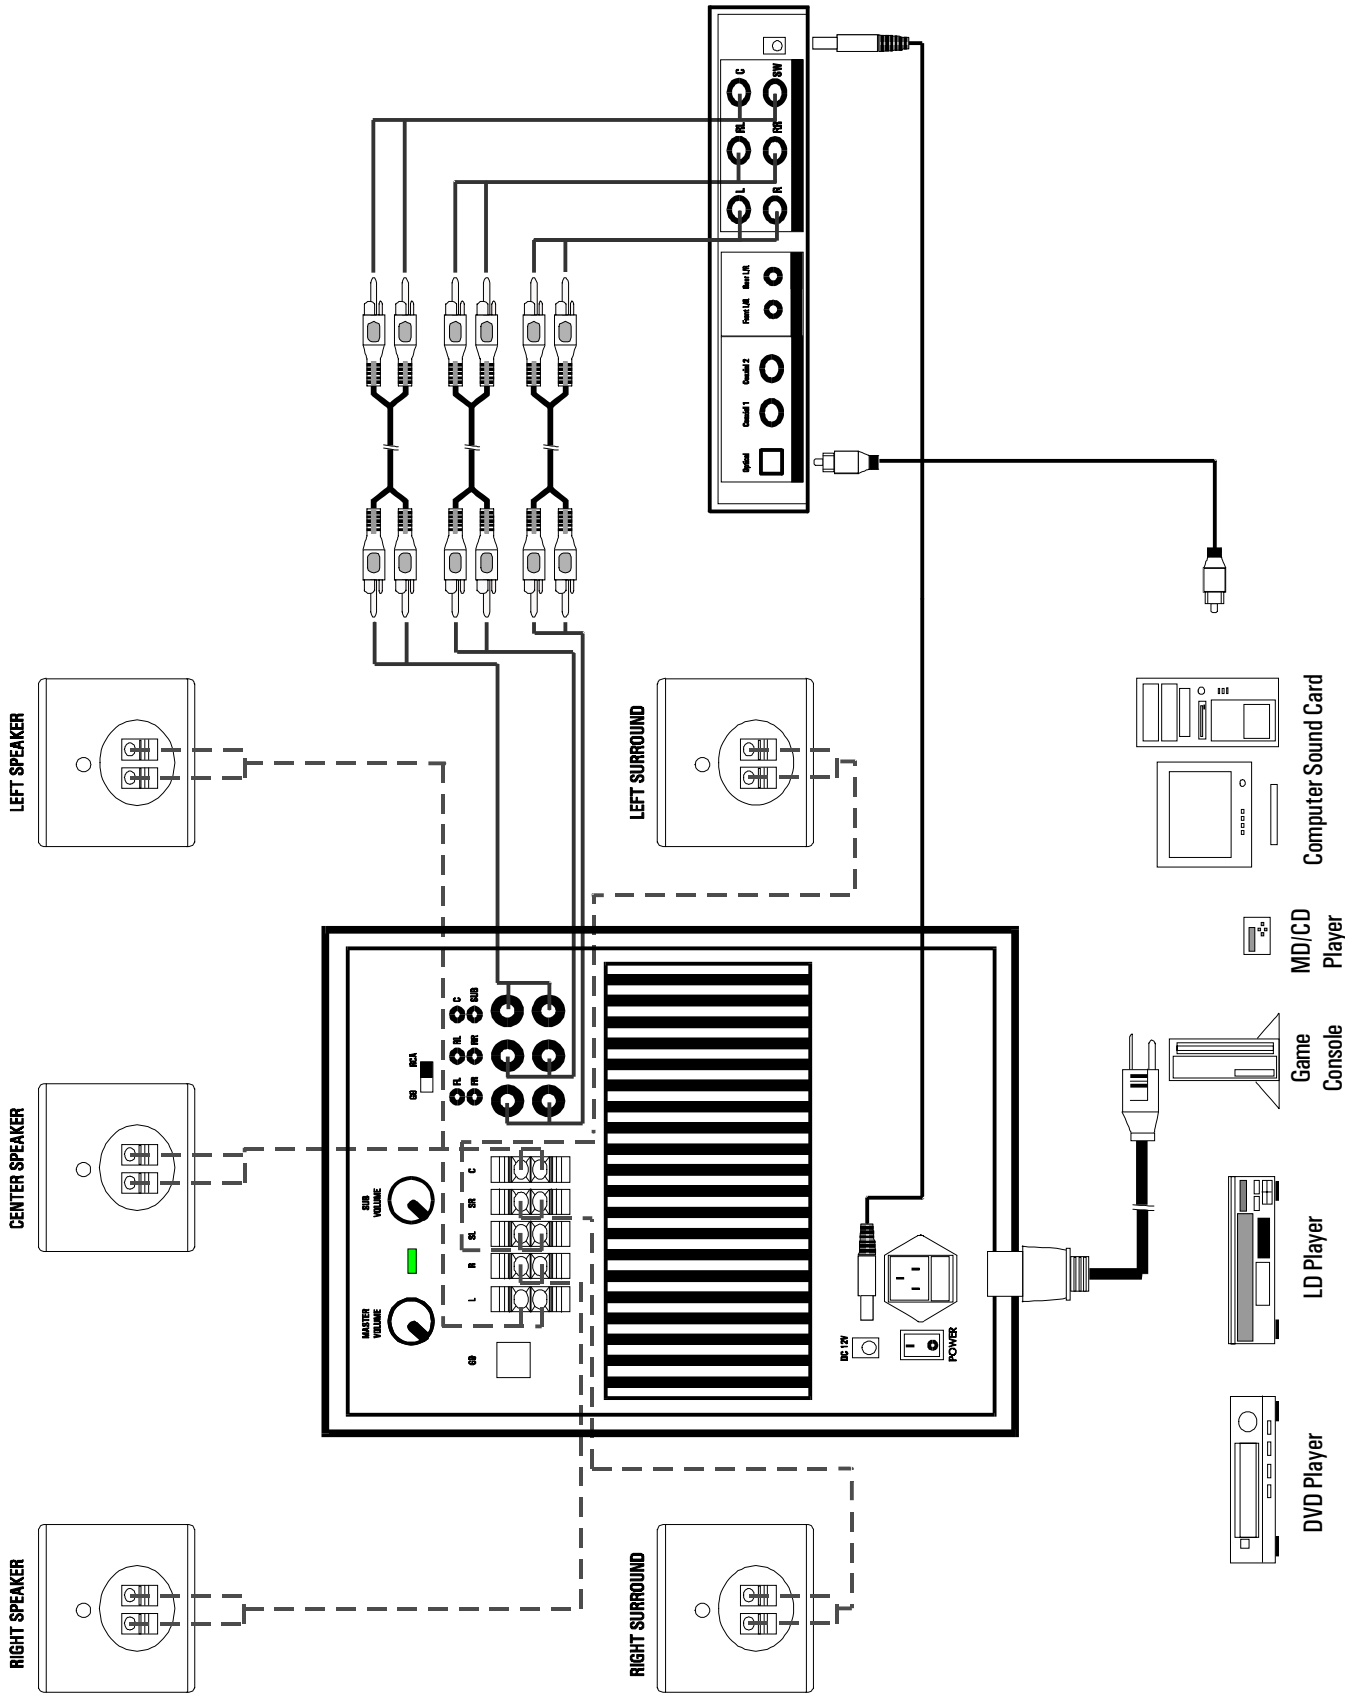 RIGHT SPEAKER
CENTER SPEAKER
LEFT SPEAKER
MASTER
VOLUME
SUB
VOLUME
G9
RCA
FL
RL
C
FR
RR
SUB
G9
L
R
SL
SR
C
RIGHT SURROUND
LEFT SURROUND
DC 12V
POWER
Optical
Coaxial 1
Coaxial 2
Front L/R
Rear L/R
L
RL
C
R
RR
SW
DVD Player
LD Player
Game
Console
MD/CD
Player
Computer Sound Card